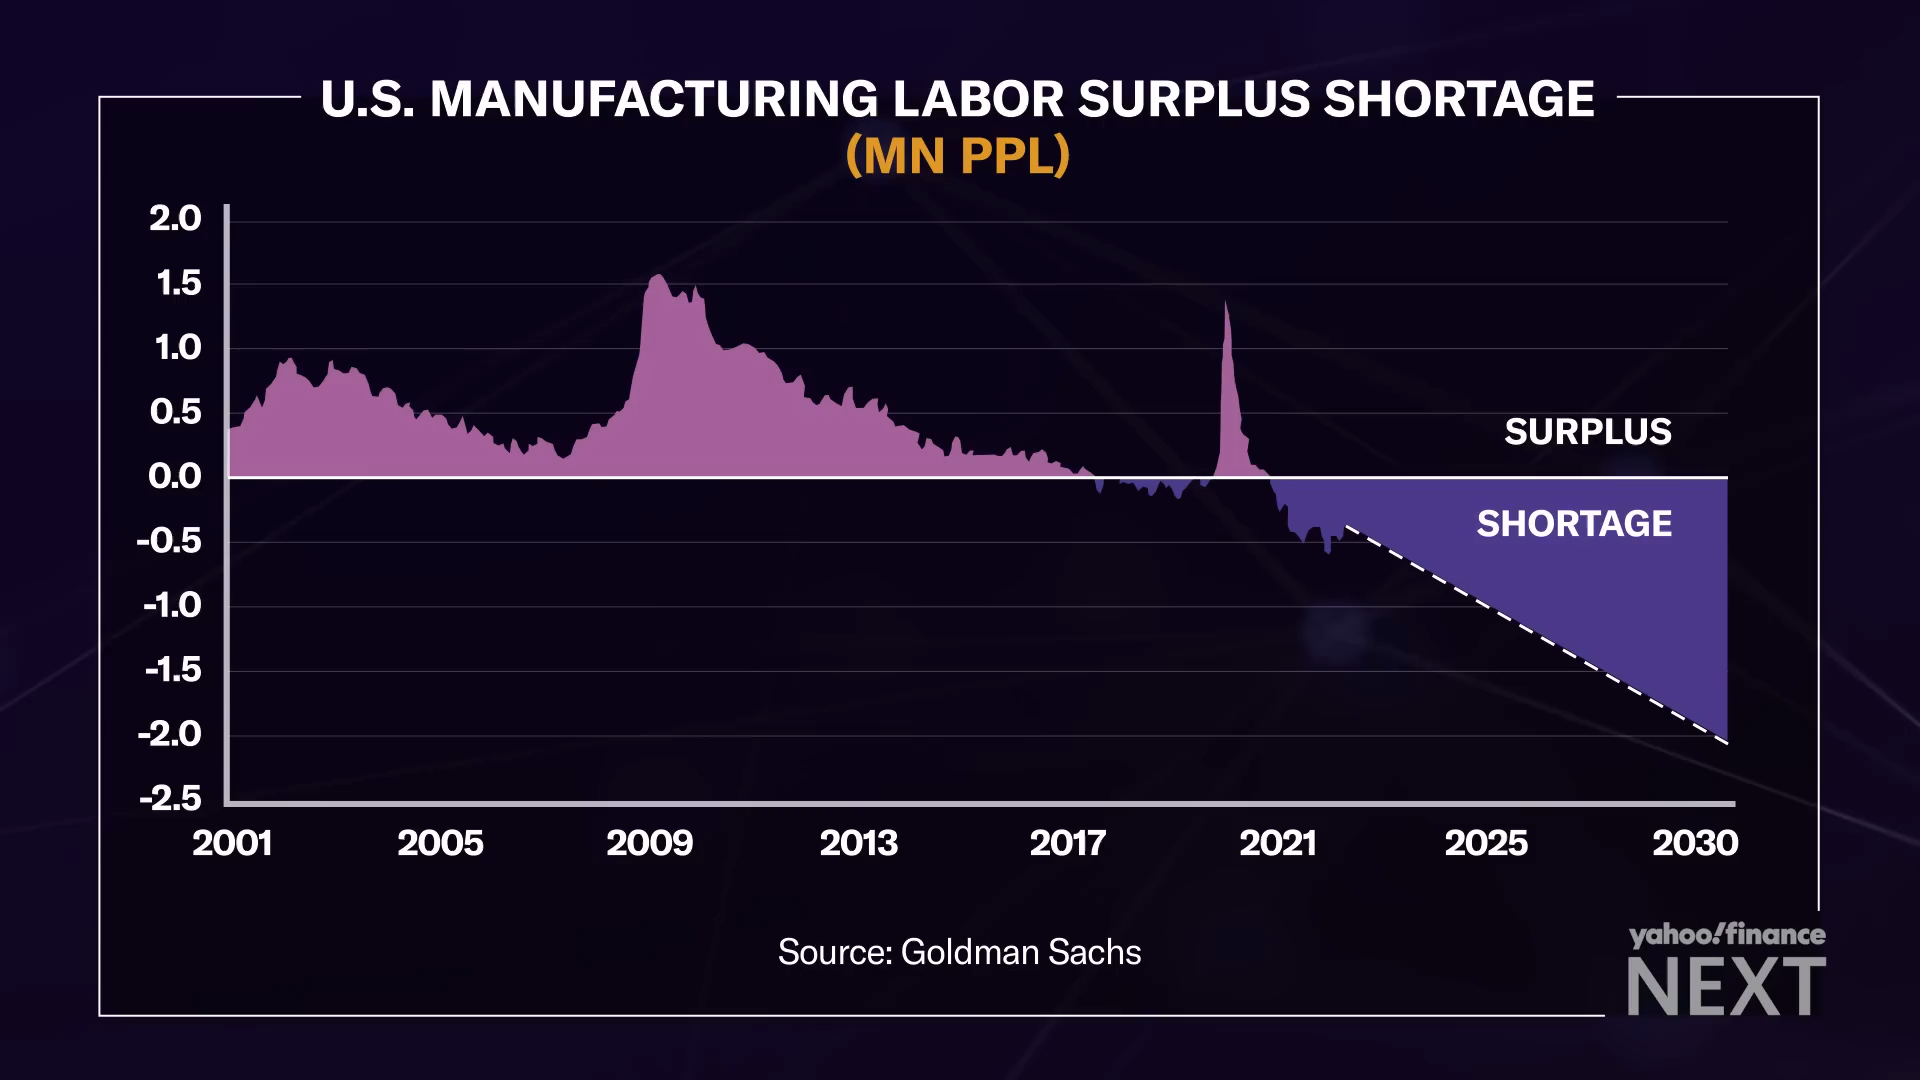 U.S. MANUFACTURING LABOR SURPLUS SHORTAGE
(MN PPL)
2.0
1.5
1.0
0.5
0.0
-0.5
-1.0
-1.5
-2.0
-2.5
SURPLUS
SHORTAGE
2001 2005 2009 2013 2017 2021 2025 2030
Source: Goldman Sachs
yahoo!finance
NEXT